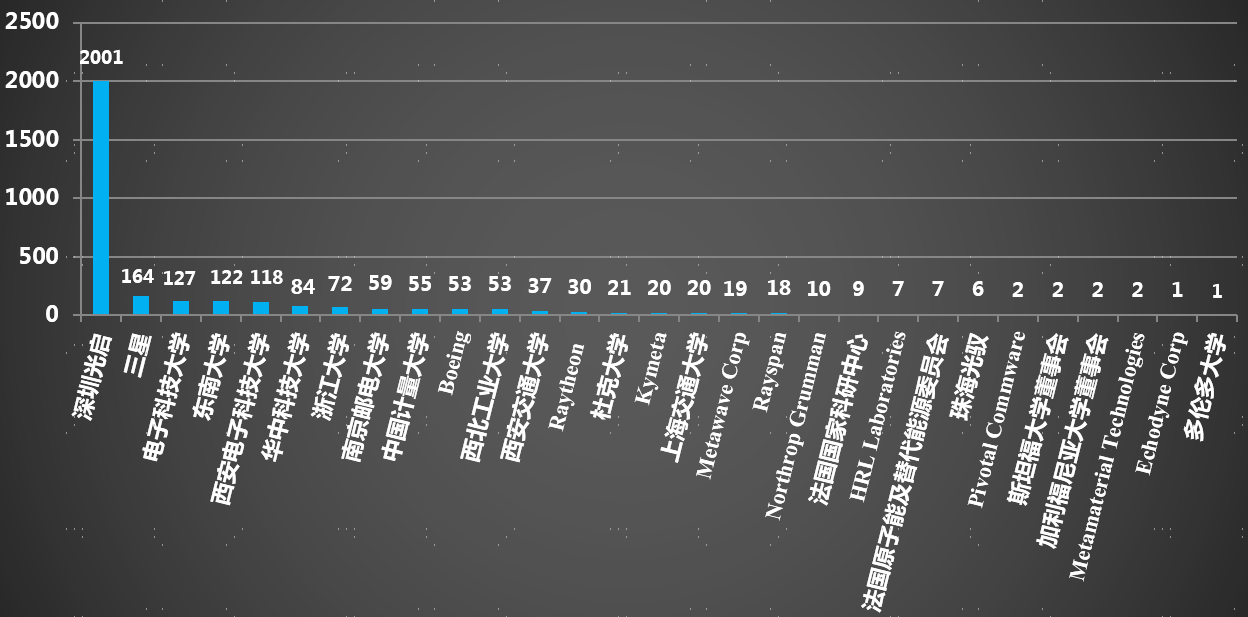 2500
2000
1500
1000
500
0
2001
164
127
122
118
84
72
59
55
53
53
37
30
21
20
20
19
18
10
9
7
7
6
2
2
2
2
1
1
深圳光启
三星
电子科技大学
东南大学
西安电子科技大学
华中科技大学
浙江大学
南京邮电大学
中国计量大学
Boeing
西北工业大学
西安交通大学
Raytheon
杜克大学
Kymeta
上海交通大学
Metawave Corp
Rayspan
Northrop Grumman
法国国家科研中心
HRL Laboratories
法国原子能及替代能源委员会
珠海光驭
Pivotal Commware
斯坦福大学董事会
加利福尼亚大学董事会
Metamaterial Technologies
Echodyne Corp
多伦多大学